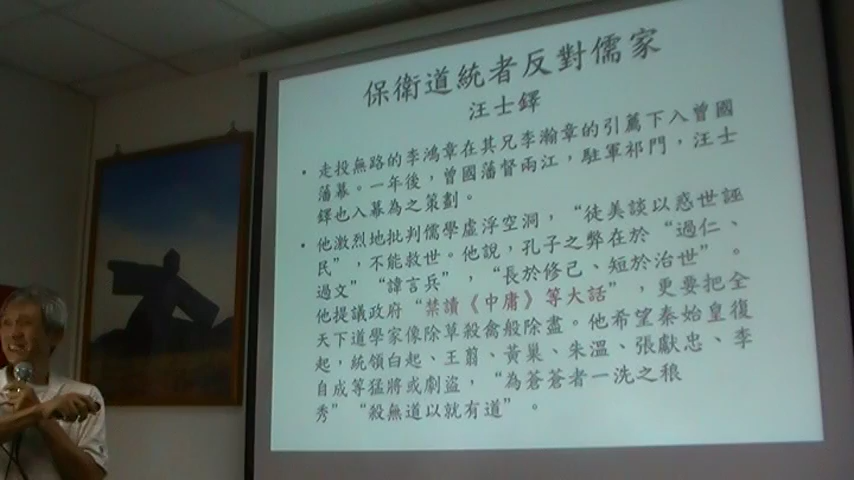 保衛道統者反對儒家
汪士鐸
• 走投無路的李鴻章在其兄李瀚章的引薦下入曾國
藩幕。一年後，曾國藩督兩江，駐軍祁門，汪士
鐸也入幕為之策劃。
• 他激烈地批判儒學虛浮空洞，“徒美談以惑世誣
民”，不能救世。他說，孔子之弊在於“過仁、
過文”“諱言兵”，“長於修己、短於治世”。
他提議政府“禁讀《中庸》等大話”，更要把全
天下道學家像除草殺禽般除盡。他希望秦始皇復
起，統領白起、王翦、黃巢、朱溫、張獻忠、李
自成等猛將或劇盜，“為蒼蒼者一洗之稂
秀”“殺無道以就有道”。